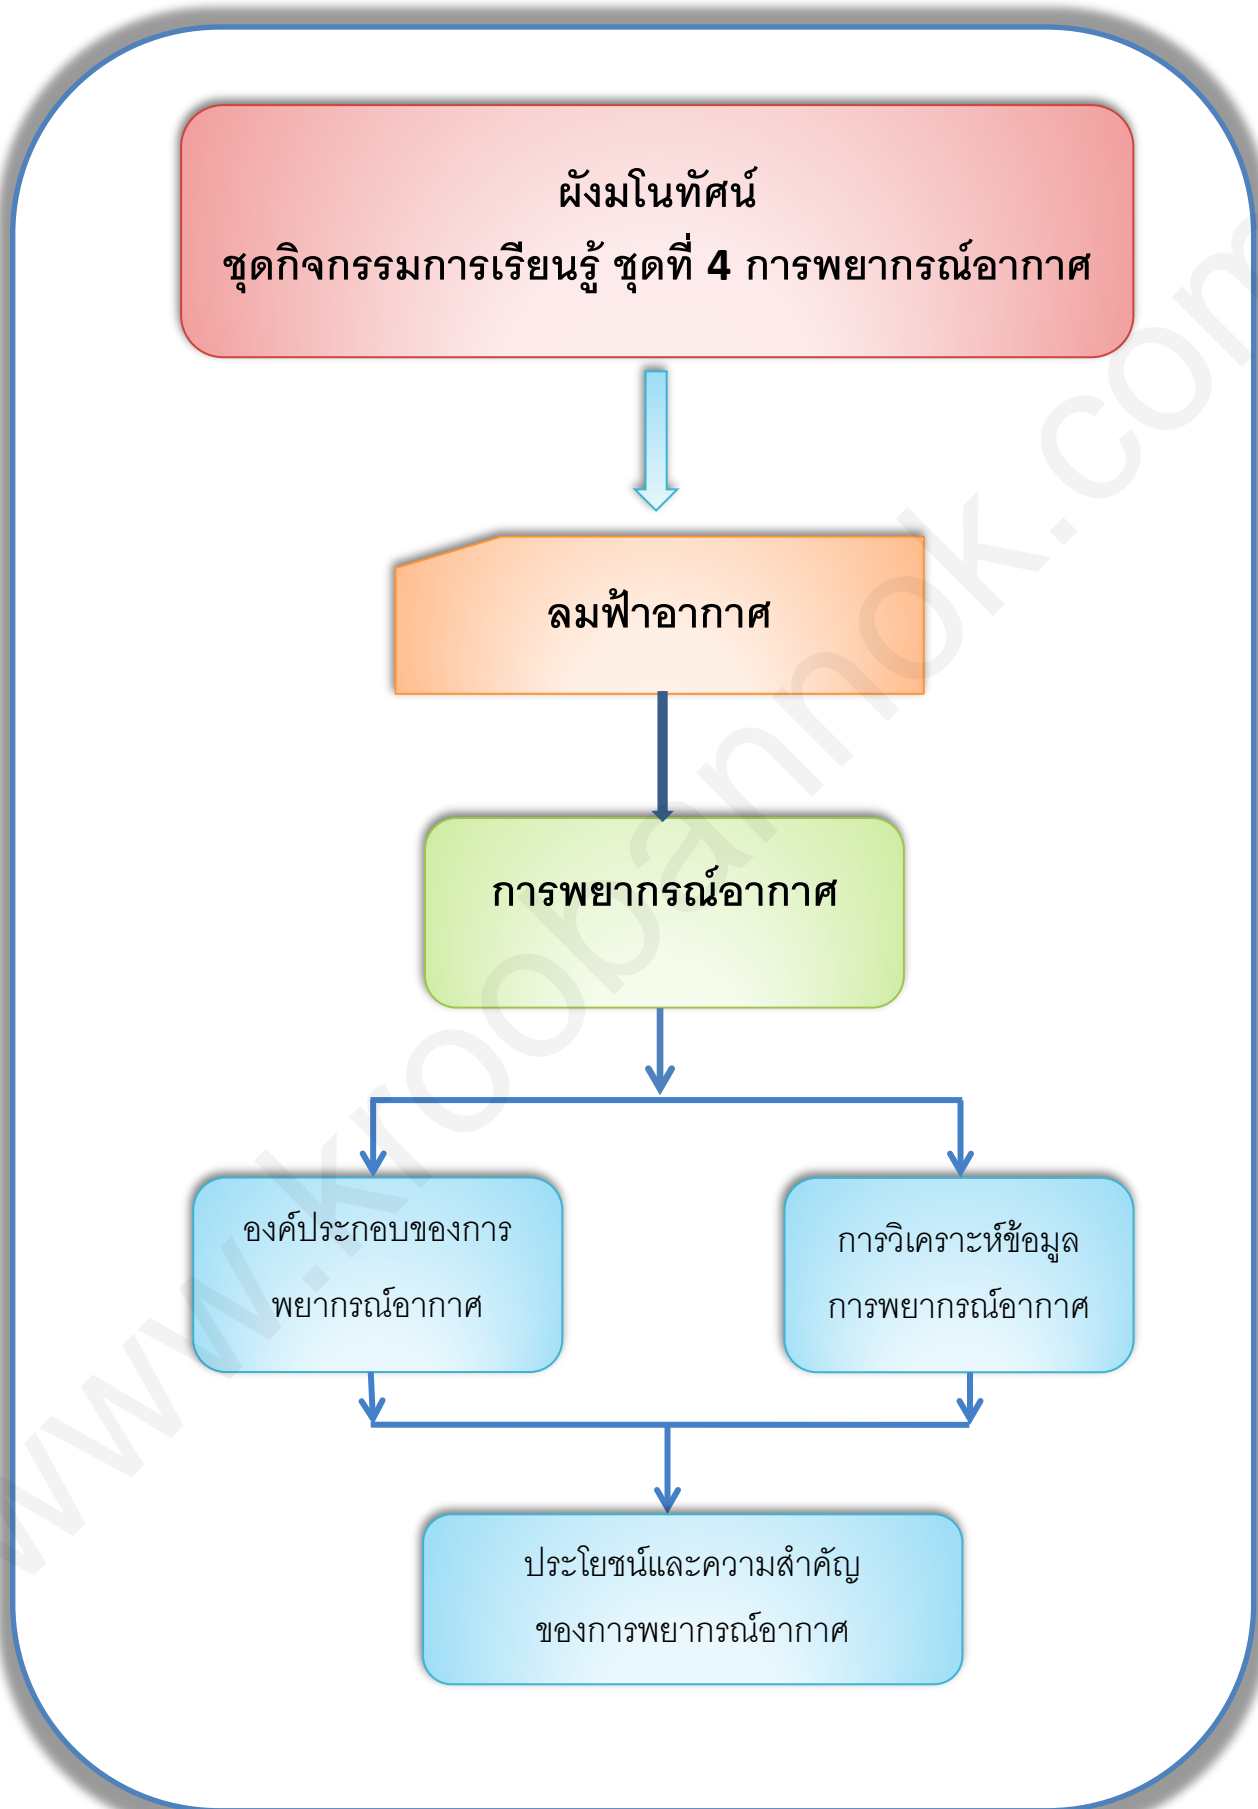 ผังมโนทัศน์
ชุดกิจกรรมการเรียนรู้ ชุดที่ 4 การพยากรณ์อากาศ
ลมฟ้าอากาศ
การพยากรณ์อากาศ
องค์ประกอบของการ
พยากรณ์อากาศ
การวิเคราะห์ข้อมูล
การพยากรณ์อากาศ
ประโยชน์และความสำคัญ
ของการพยากรณ์อากาศ
www.kroobannok.com